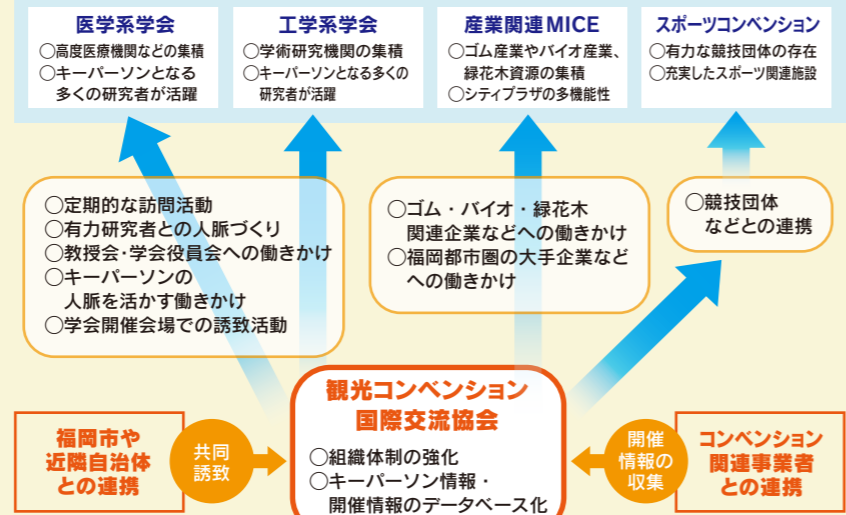 医学系学会
○高度医療機関などの集積
○キーパーソンとなる
多くの研究者が活躍
工学系学会
○学術研究機関の集積
○キーパーソンとなる多くの
研究者が活躍
産業関連MICE
○ゴム産業やバイオ産業、
緑花木資源の集積
○シティプラザの多機能性
スポーツコンベンション
○有力な競技団体の存在
○充実したスポーツ関連施設
○定期的な訪問活動
○有力研究者との人脈づくり
○教授会・学会役員会への働きかけ
○キーパーソンの
人脈を活かす働きかけ
○学会開催会場での誘致活動
○ゴム・バイオ・緑花木
関連企業などへの働きかけ
○福岡都市圏の大手企業など
への働きかけ
○競技団体
などとの連携
福岡市や
近隣自治体
との連携
共同
誘致
観光コンベンション
国際交流協会
○組織体制の強化
○キーパーソン情報・
開催情報のデータベース化
開催
情報の
収集
コンベンション
関連事業者
との連携